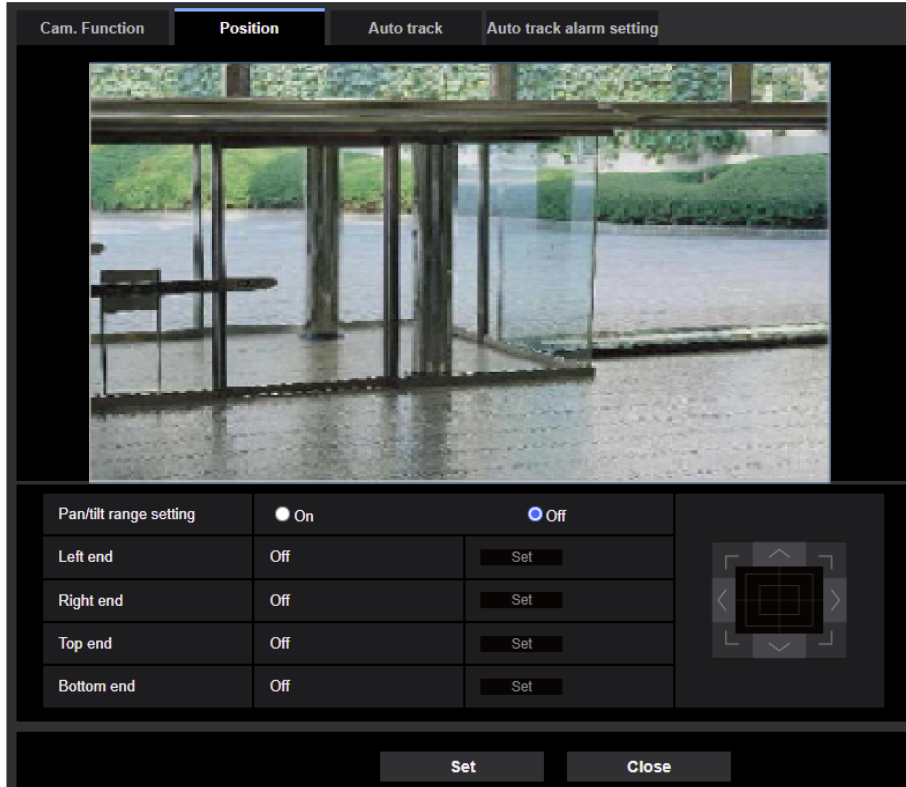 Cam. Function Position Auto track Auto track alarm setting
Pan/tilt range setting On Off
Left end Off Set
Right end Off Set
Top end Off Set
Bottom end Off Set
Set Close